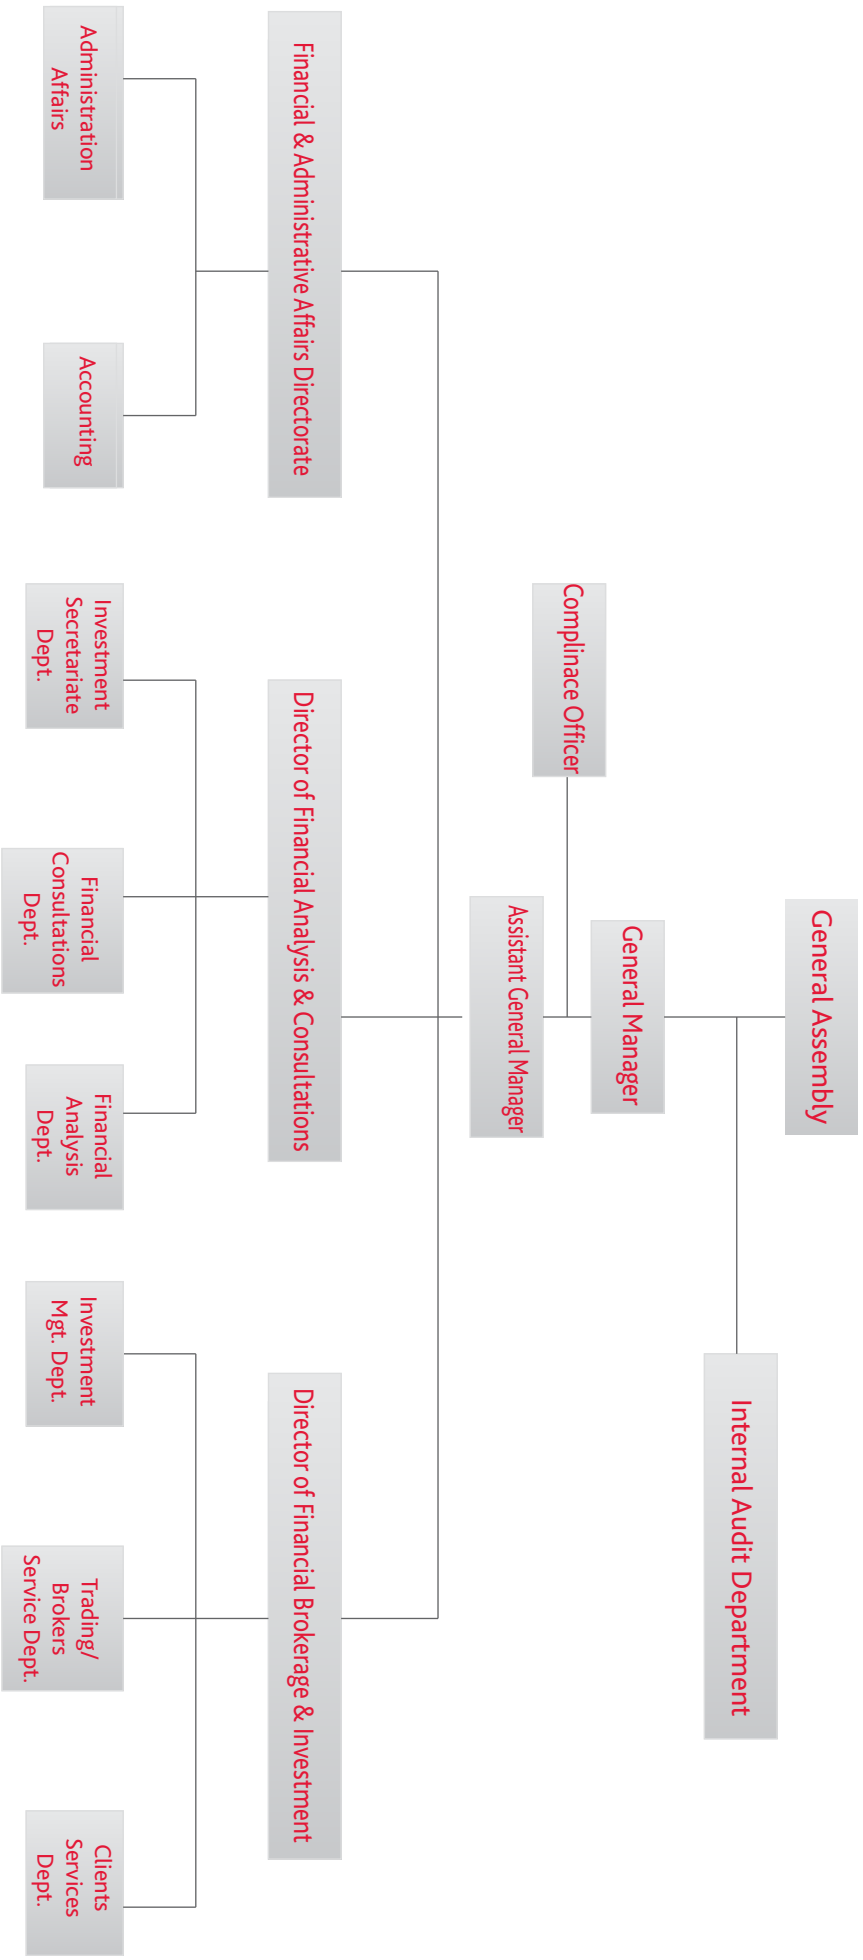 General Assembly
Internal Audit Department
General Manager
Complinace Officer
Assistant General Manager
Financial & Administrative Affairs Directorate
Director of Financial Analysis & Consultations
Director of Financial Brokerage & Investment
Administration
Affairs
Accounting
Investment
Secretariate
Dept.
Financial
Consultations
Dept.
Financial
Analysis
Dept.
Investment
Mgt. Dept.
Trading/
Brokers
Service Dept.
Clients
Services
Dept.